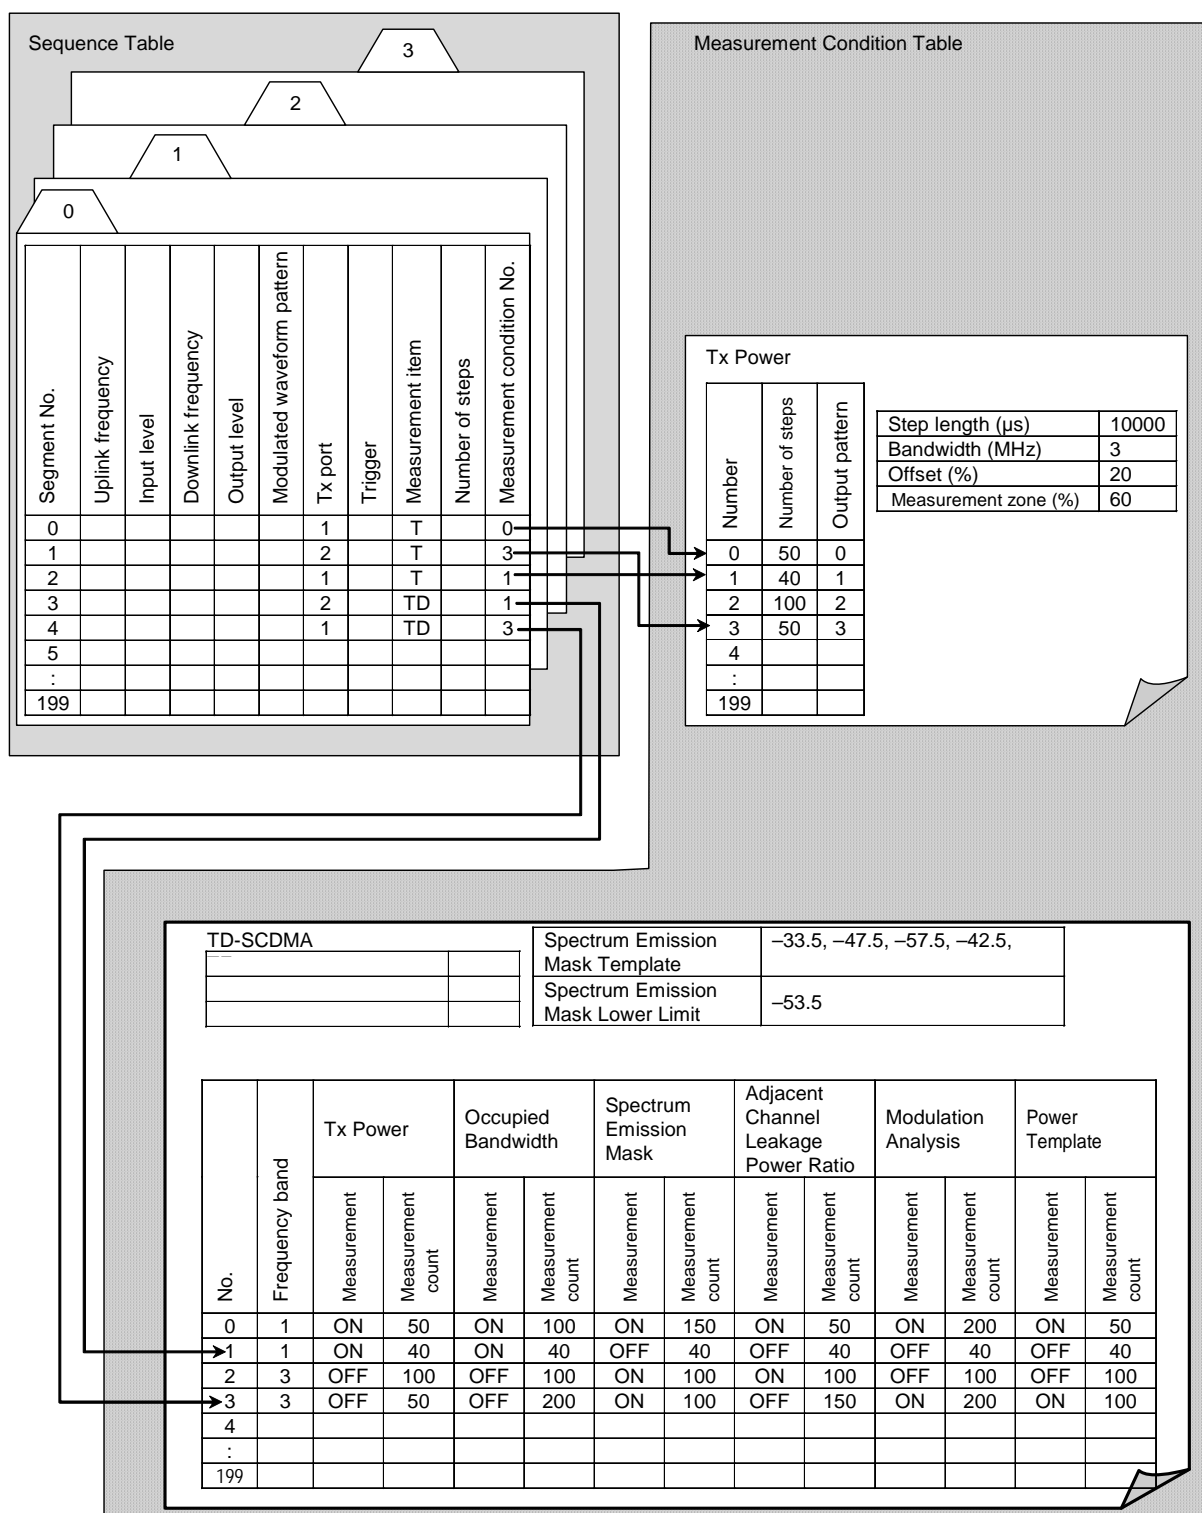 Sequence Table
3
2
1
0
Segment No. Uplink frequency Input level Downlink frequency Output level Modulated waveform pattern Tx port Trigger Measurement item Number of steps Measurement condition No.
0 1 T 0
1 2 T 3
2 1 T 1
3 2 TD 1
4 1 TD 3
5
:
199
Measurement Condition Table
Tx Power
Number Number of steps Output pattern
0 50 0
1 40 1
2 100 2
3 50 3
4
:
199
Step length (µs) 10000
Bandwidth (MHz) 3
Offset (%) 20
Measurement zone (%) 60
TD-SCDMA
Spectrum Emission
Mask Template
–33.5, –47.5, –57.5, –42.5,
Spectrum Emission
Mask Lower Limit
–53.5
No. Frequency band
Tx Power
Occupied
Bandwidth
Spectrum
Emission
Mask
Adjacent
Channel
Leakage
Power Ratio
Modulation
Analysis
Power
Template
Measurement
Measurement
count
Measurement
Measurement
count
Measurement
Measurement
count
Measurement
Measurement
count
Measurement
Measurement
count
Measurement
Measurement
count
0 1 ON 50 ON 100 ON 150 ON 50 ON 200 ON 50
1 1 ON 40 ON 40 OFF 40 OFF 40 OFF 40 OFF 40
2 3 OFF 100 OFF 100 ON 100 ON 100 OFF 100 OFF 100
3 3 OFF 50 OFF 200 ON 100 OFF 150 ON 200 ON 100
4
:
199